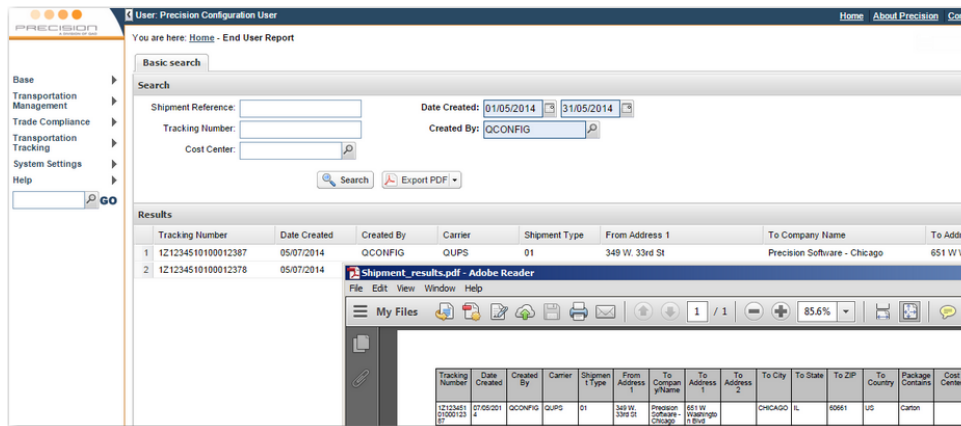 PRECISION
User: Precision Configuration User
Home About Precision
You are here: Home - End User Report
Basic search
Search
Shipment Reference:
Date Created: 01/05/2014 31/05/2014
Tracking Number:
Created By: QCONFIG
Cost Center:
Search Export PDF
Base
Transportation
Management
Trade Compliance
Transportation
Tracking
System Settings
Help
GO
Results
Tracking Number Date Created Created By Carrier Shipment Type From Address 1 To Company Name To Addr
1 1Z1234510100012387 05/07/2014 QCONFIG QUPS 01 349 W. 33rd St Precision Software - Chicago 651 W
2 1Z1234510100012378 05/07/2014
Shipment_results.pdf - Adobe Reader
File Edit View Window Help
My Files 1 / 1 85.6%
Tracking Date Created Carrier Shipmen From To To To To City To State To ZIP To Package Cost
Number Created By t Type Address Compan Address Address Country Contains Cente
1 y/Name 1 2
1Z123451 07/05/201 QCONFIG QUPS 01 349 W. Precision 651 W CHICAGO IL 60661 US Carton
01000123 4 33rd St Software - Washingto
87 Chicago n Blvd